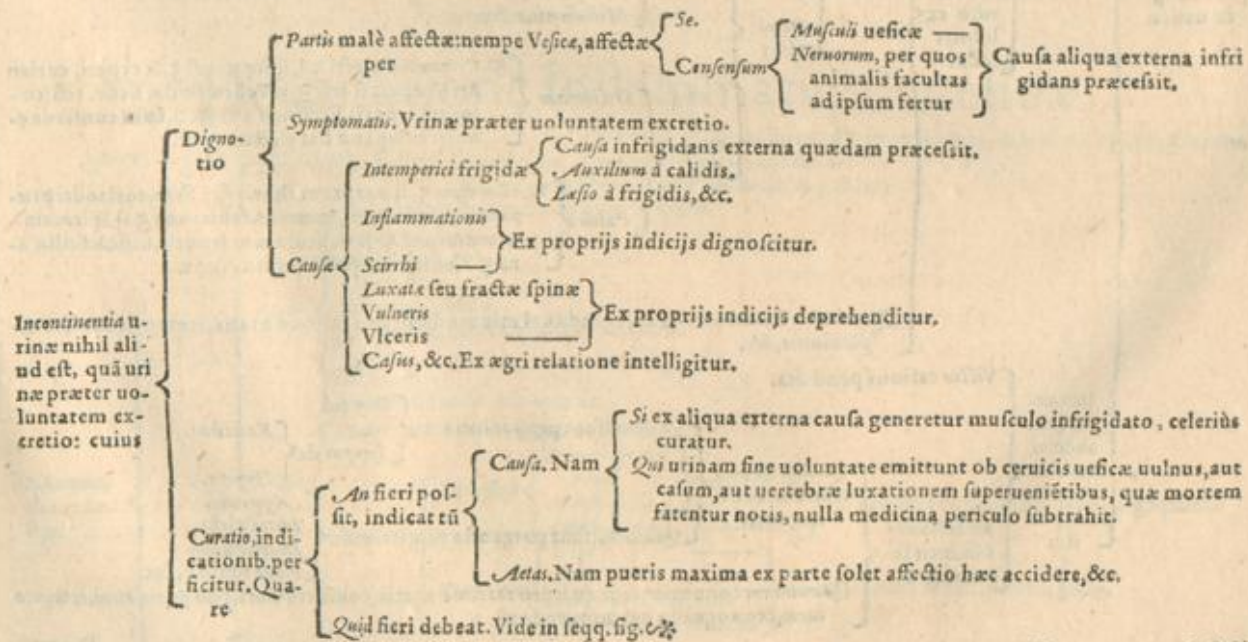 Partis malè affectæ: nempe Vesicæ, affectæ
per
Se.
Consensum
Musculi uesicæ —
Neruorum, per quos
animalis facultas
ad ipsum fertur
Causa aliqua externa infri
gidans præcessit.
Digno-
tio
Symptomatis. Vrinæ præter uoluntatem excretio.
Causæ
Intemperiei frigidæ
Causa infrigidans externa quædam præcessit.
Auxilium à calidis.
Læsio à frigidis, &c.
Inflammationis
Scirrhi —
Ex proprijs indicijs dignoscitur.
Luxatæ seu fractæ spinæ
Vulneris
Vlceris —
Ex proprijs indicijs deprehenditur.
Casus, &c. Ex ægri relatione intelligitur.
Incontinentia u-
rinæ nihil ali-
ud est, quã uri
næ præter uo-
luntatem ex-
cretio: cuius
Curatio, indi-
cationib. per
ficitur. Qua-
re
An fieri pos-
sit, indicat tũ
Causa. Nam
Si ex aliqua externa causa generetur musculo infrigidato, celeriùs
curatur.
Qui urinam sine uoluntate emittunt ob ceruicis uesicæ uulnus, aut
casum, aut uertebræ luxationem superueniẽtibus, quæ mortem
fatentur notis, nulla medicina periculo subtrahit.
Aetas. Nam pueris maxima ex parte solet affectio hæc accidere, &c.
Quid fieri debeat. Vide in seqq. sig.